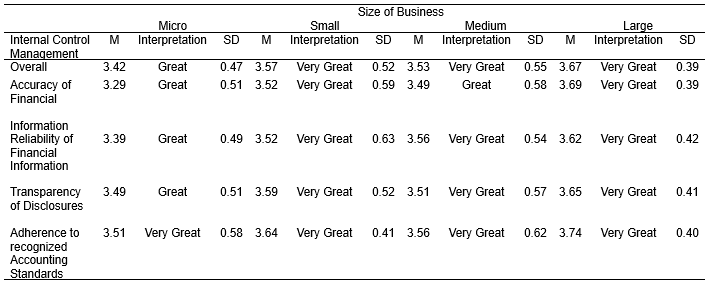 Size of Business
Micro Small Medium Large
Internal Control M Interpretation SD M Interpretation SD M Interpretation SD M Interpretation SD
Management
Overall 3.42 Great 0.47 3.57 Very Great 0.52 3.53 Very Great 0.55 3.67 Very Great 0.39
Accuracy of 3.29 Great 0.51 3.52 Very Great 0.59 3.49 Great 0.58 3.69 Very Great 0.39
Financial
Information
Reliability of 3.39 Great 0.49 3.52 Very Great 0.63 3.56 Very Great 0.54 3.62 Very Great 0.42
Financial
Information
Transparency 3.49 Great 0.51 3.59 Very Great 0.52 3.51 Very Great 0.57 3.65 Very Great 0.41
of Disclosures
Adherence to 3.51 Very Great 0.58 3.64 Very Great 0.41 3.56 Very Great 0.62 3.74 Very Great 0.40
recognized
Accounting
Standards